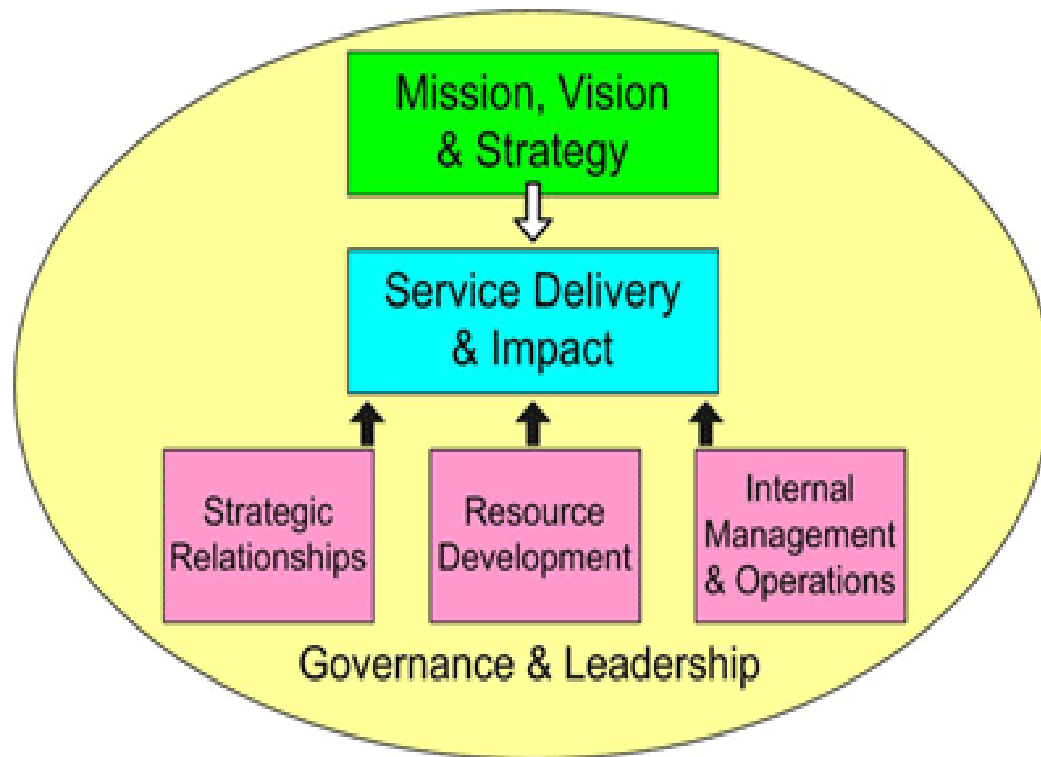 Mission, Vision
& Strategy
Service Delivery
& Impact
Strategic
Relationships
Resource
Development
Internal
Management
& Operations
Governance & Leadership